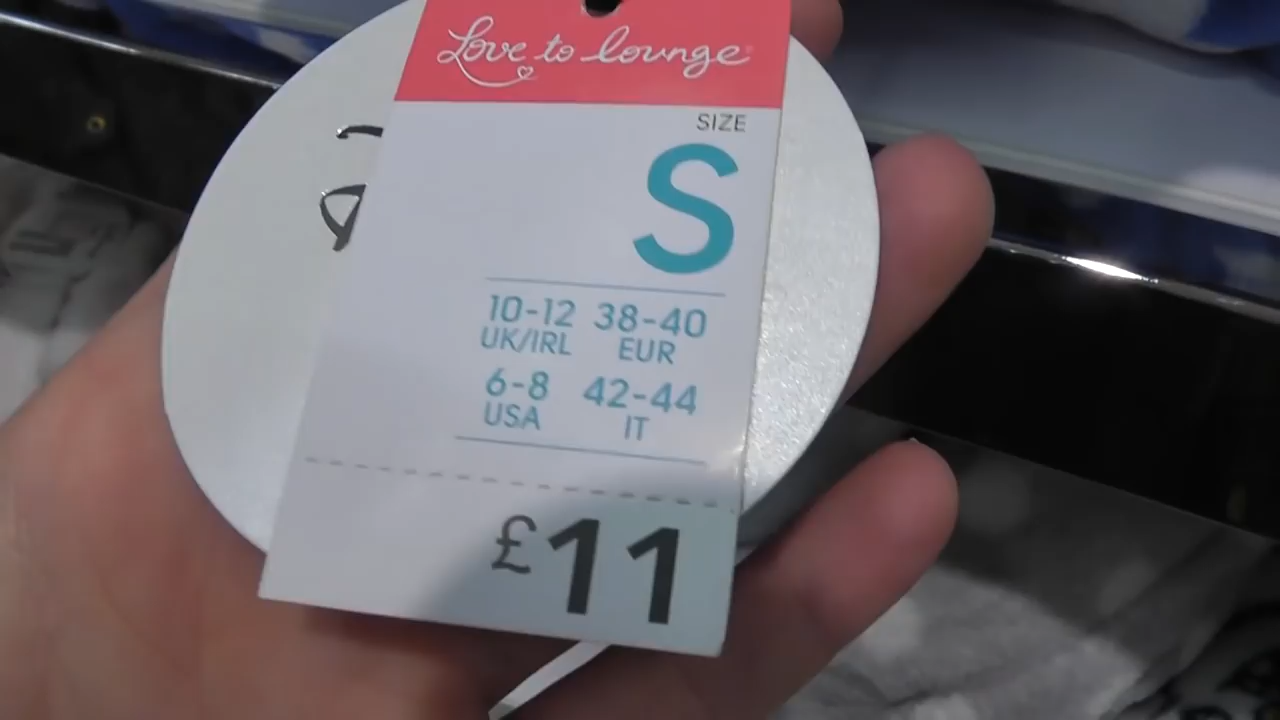 Love to lounge
SIZE
S
10-12 38-40
UK/IRL EUR
6-8 42-44
USA IT
£11